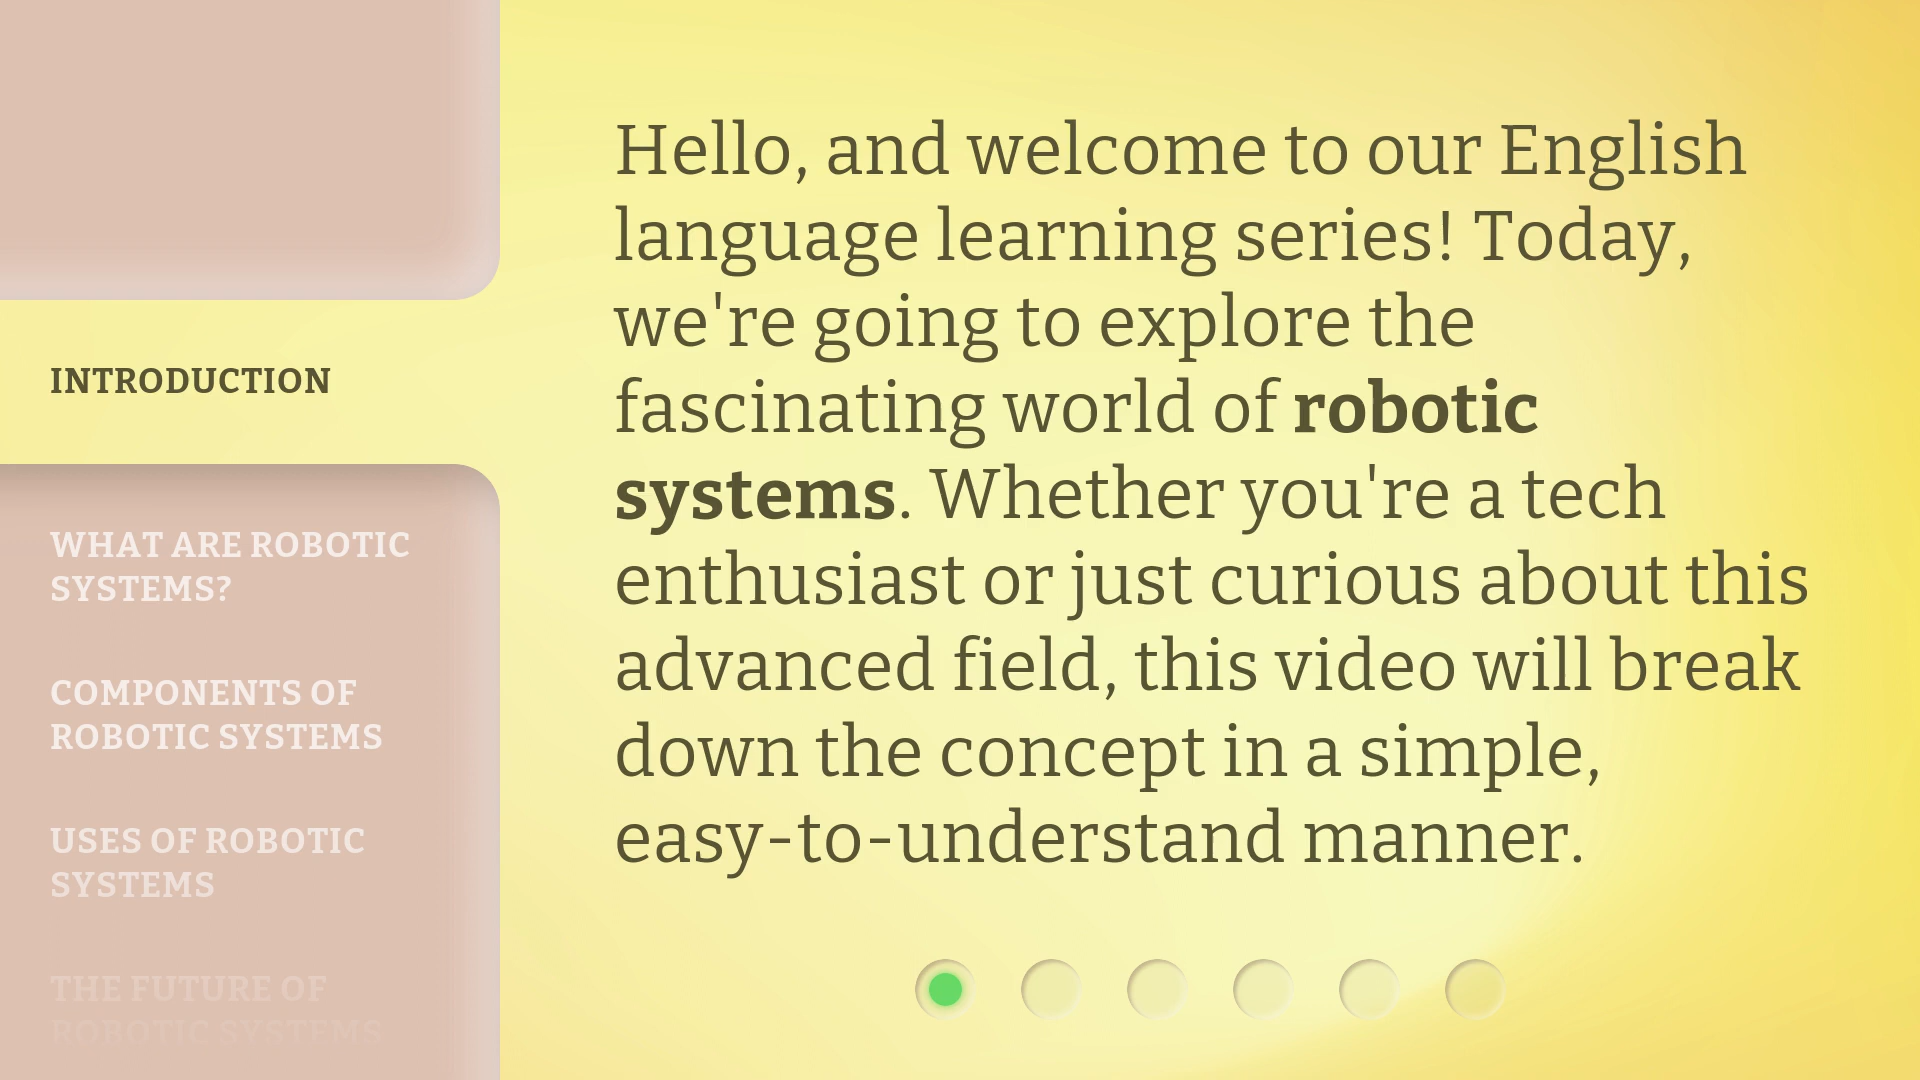 INTRODUCTION
WHAT ARE ROBOTIC
SYSTEMS?
COMPONENTS OF
ROBOTIC SYSTEMS
USES OF ROBOTIC
SYSTEMS
THE FUTURE OF
ROBOTIC SYSTEMS
Hello, and welcome to our English
language learning series! Today,
we're going to explore the
fascinating world of robotic
systems. Whether you're a tech
enthusiast or just curious about this
advanced field, this video will break
down the concept in a simple,
easy-to-understand manner.